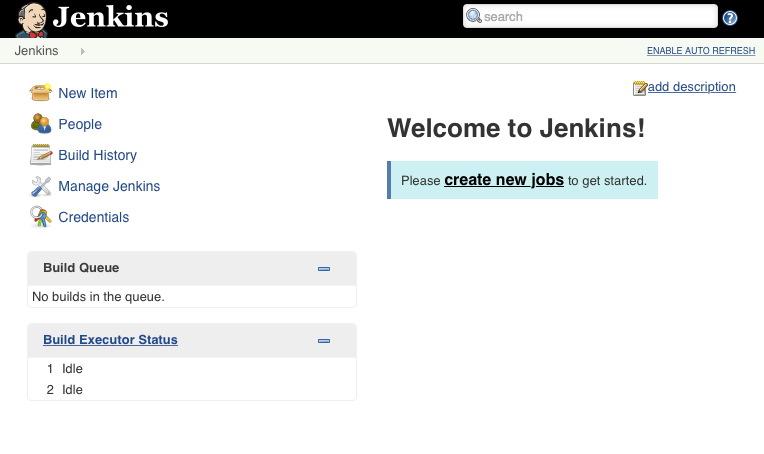 Jenkins
search
?
Jenkins
ENABLE AUTO REFRESH
New Item
People
Build History
Manage Jenkins
Credentials
Build Queue
No builds in the queue.
Build Executor Status
1 Idle
2 Idle
add description
Welcome to Jenkins!
Please create new jobs to get started.